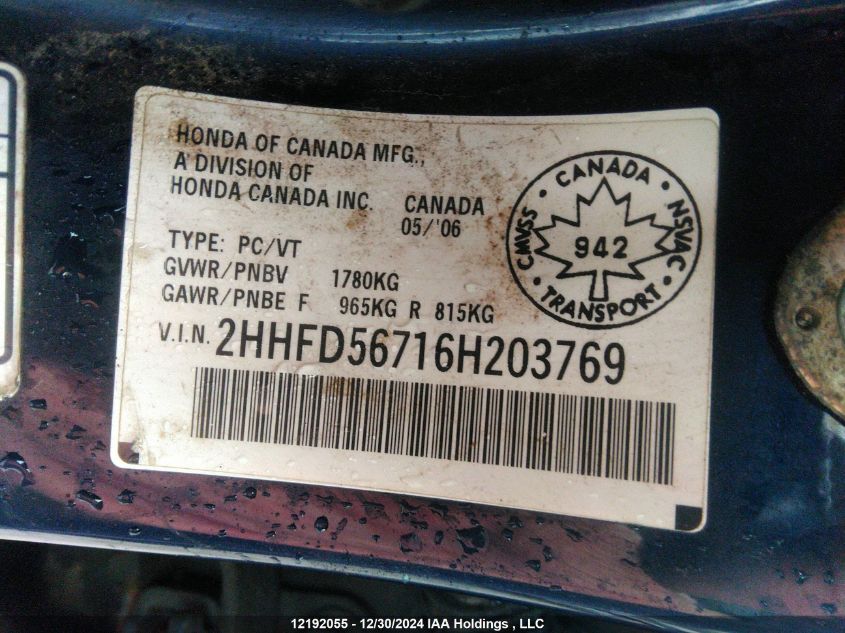 HONDA OF CANADA MFG.,
A DIVISION OF
HONDA CANADA INC. CANADA
05/'06
TYPE: PC/VT
GVWR/PNBV 1780KG
GAWR/PNBE F 965KG R 815KG
V.I.N. 2HHFD56716H203769
· CANADA ·
CMVSS
NSVAC
942
· TRANSPORT ·
12192055 - 12/30/2024 IAA Holdings , LLC